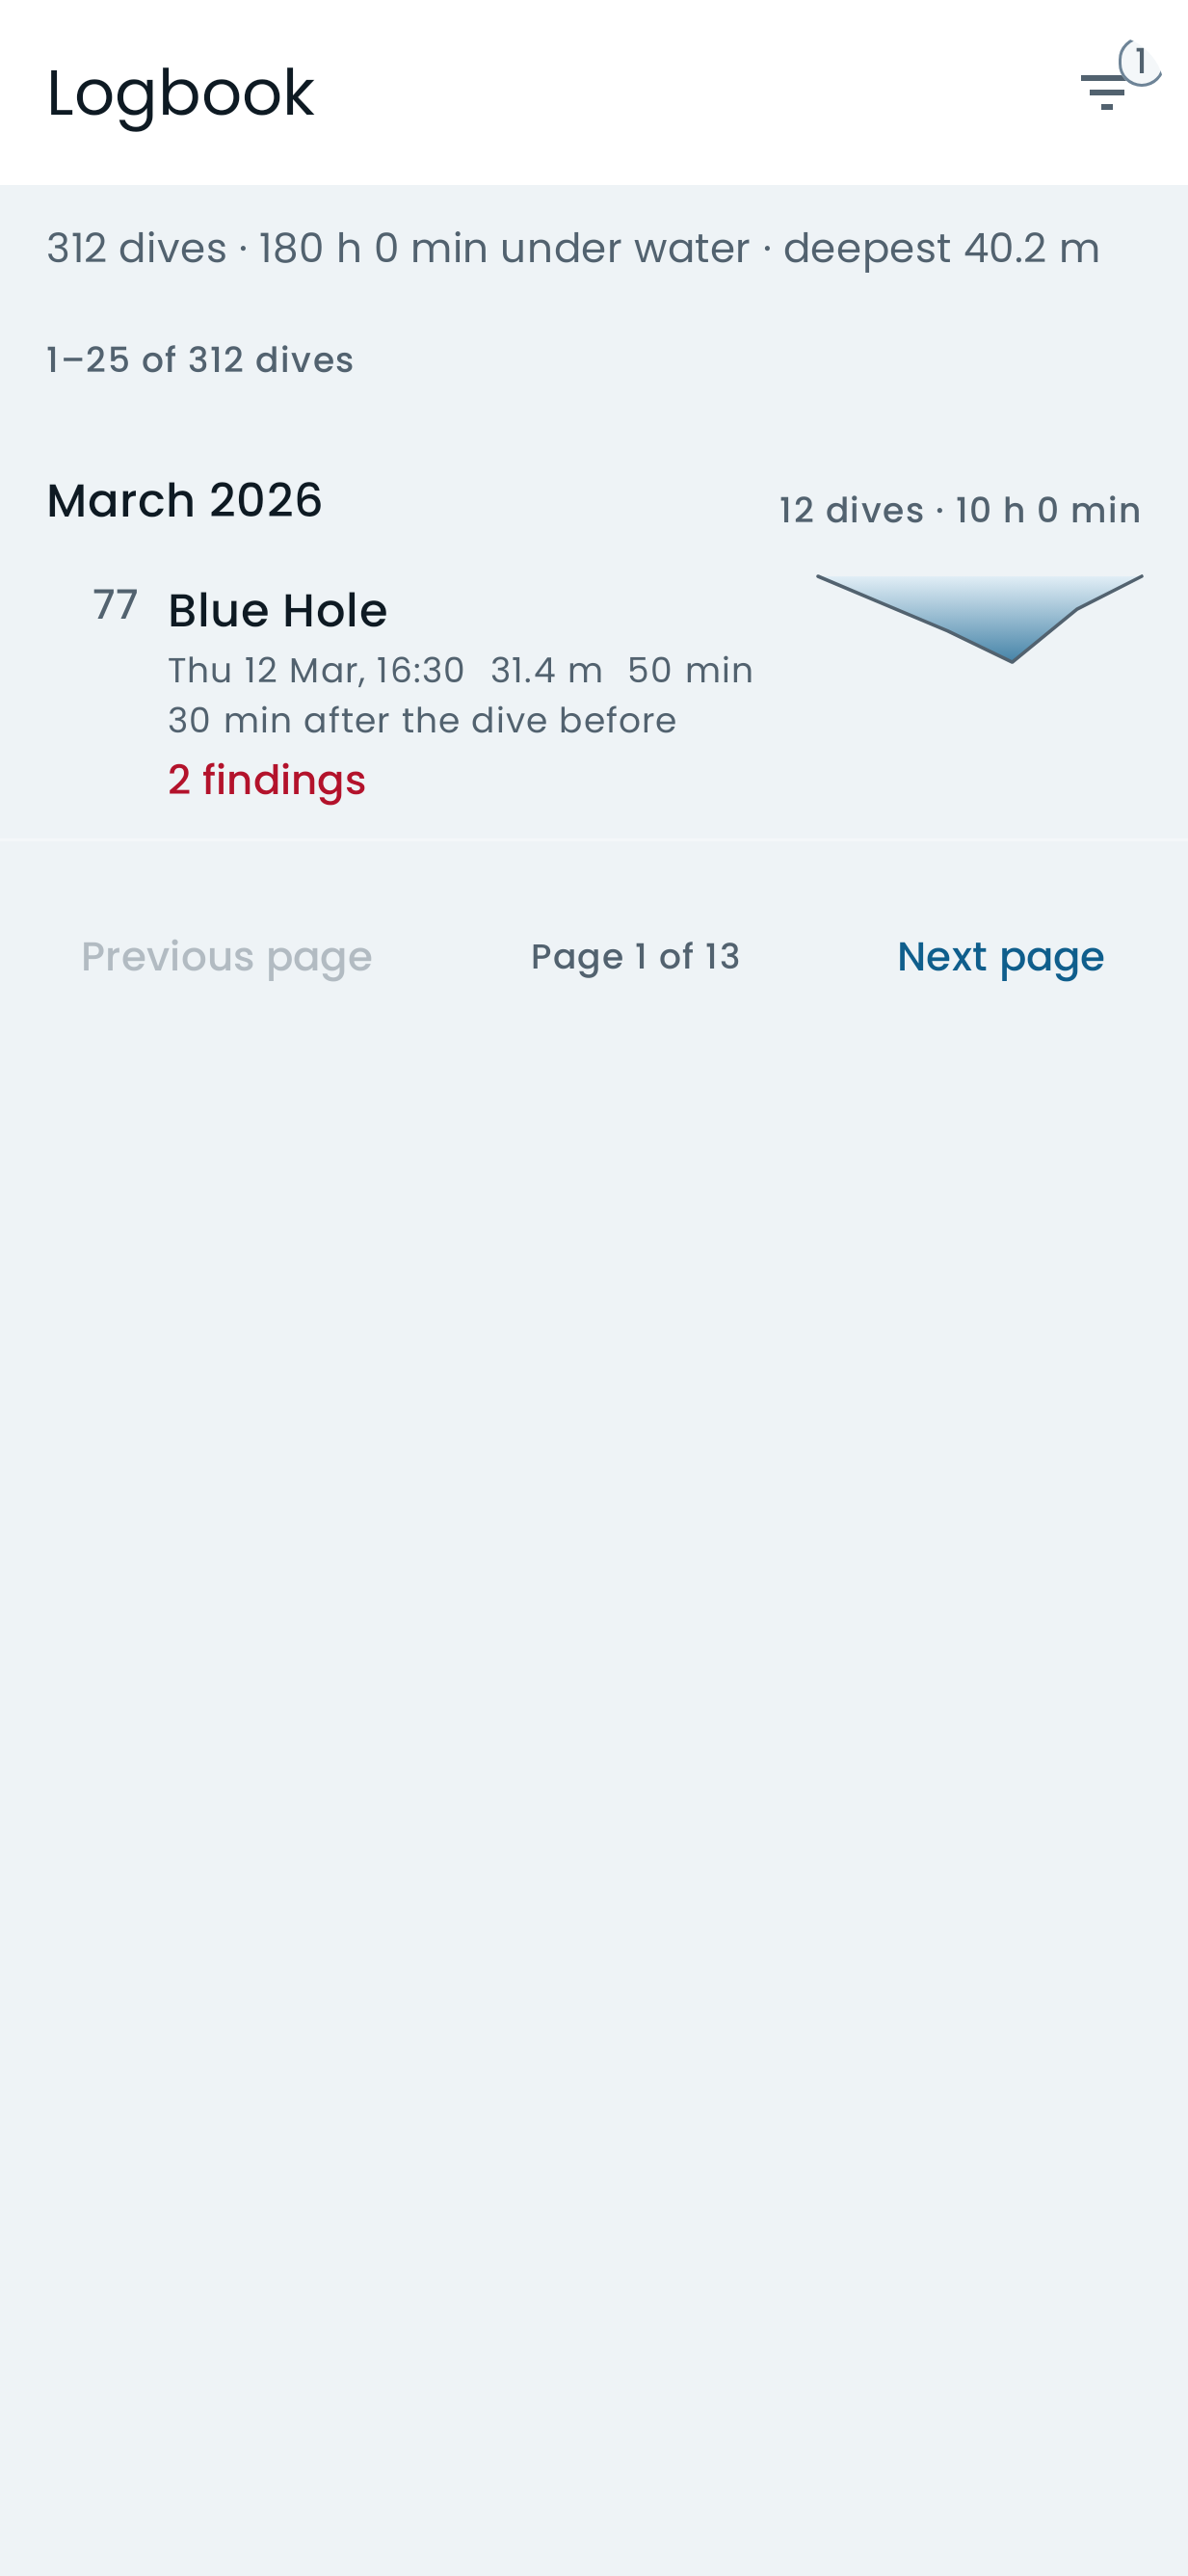 Logbook
1
312 dives · 180 h 0 min under water · deepest 40.2 m
1–25 of 312 dives
March 2026
12 dives · 10 h 0 min
77 Blue Hole
Thu 12 Mar, 16:30 31.4 m 50 min
30 min after the dive before
2 findings
Previous page Page 1 of 13 Next page